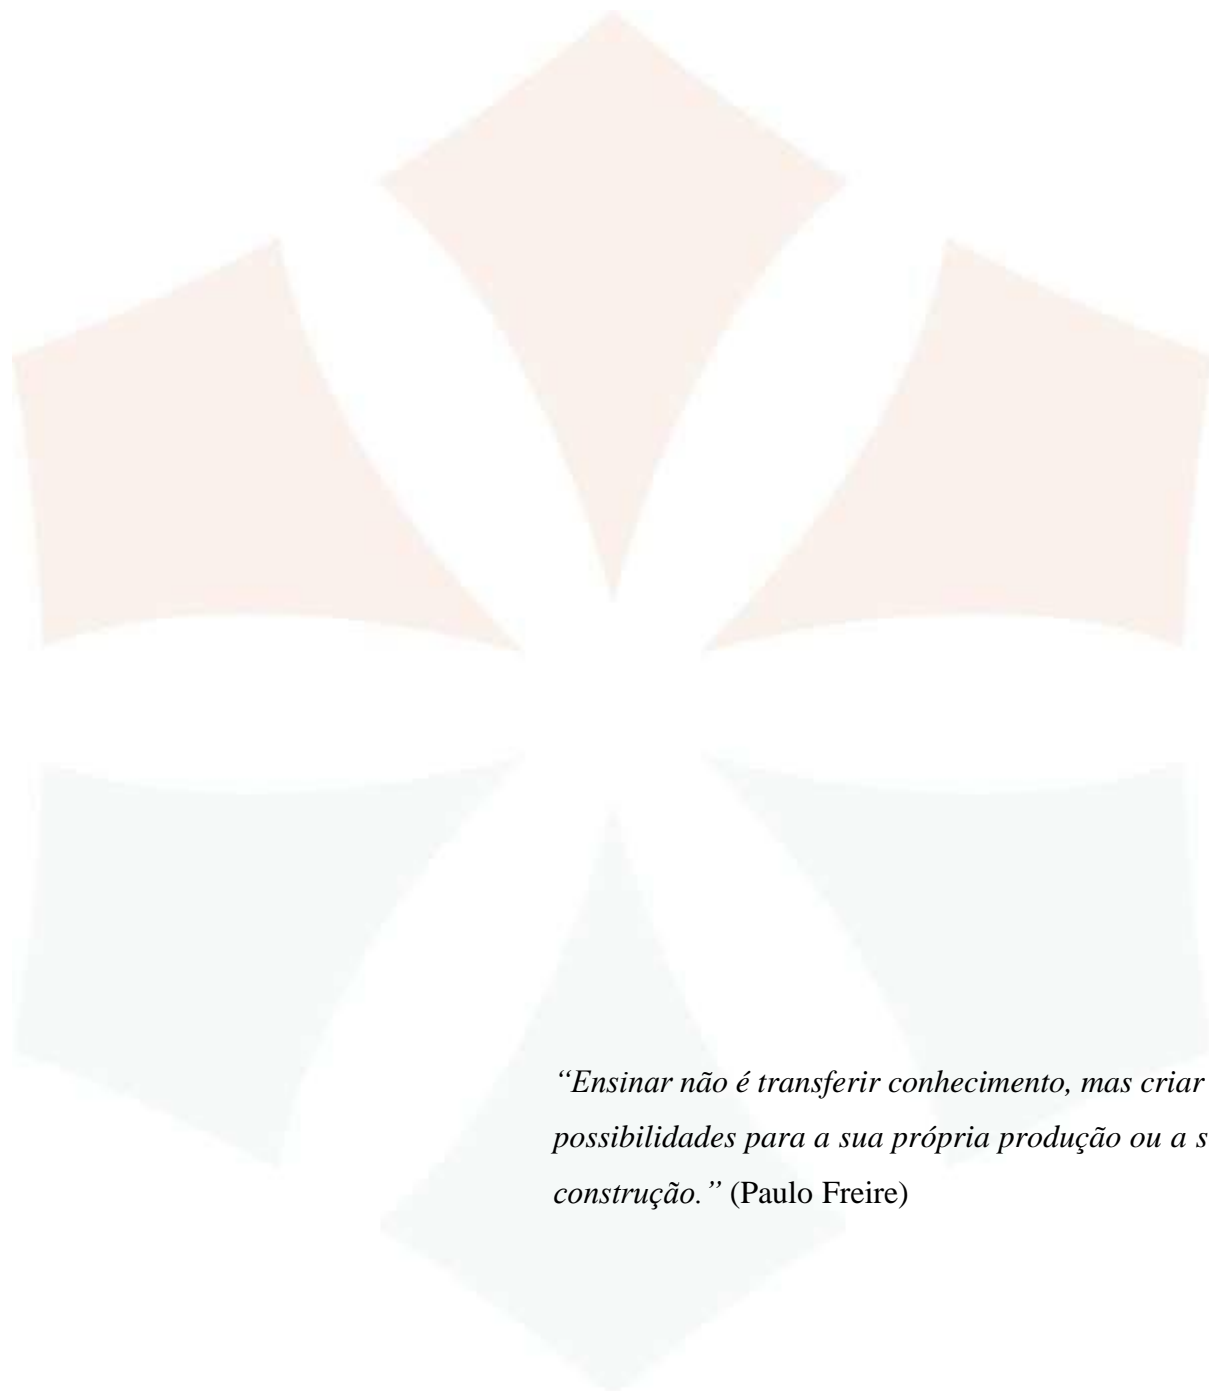 “Ensinar não é transferir conhecimento, mas criar
possibilidades para a sua própria produção ou a
construção.” (Paulo Freire)